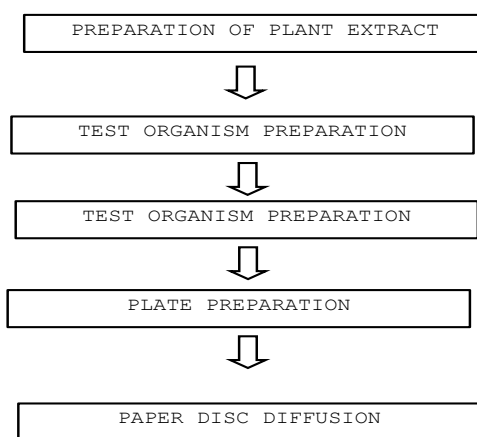 PREPARATION OF PLANT EXTRACT
TEST ORGANISM PREPARATION
TEST ORGANISM PREPARATION
PLATE PREPARATION
PAPER DISC DIFFUSION